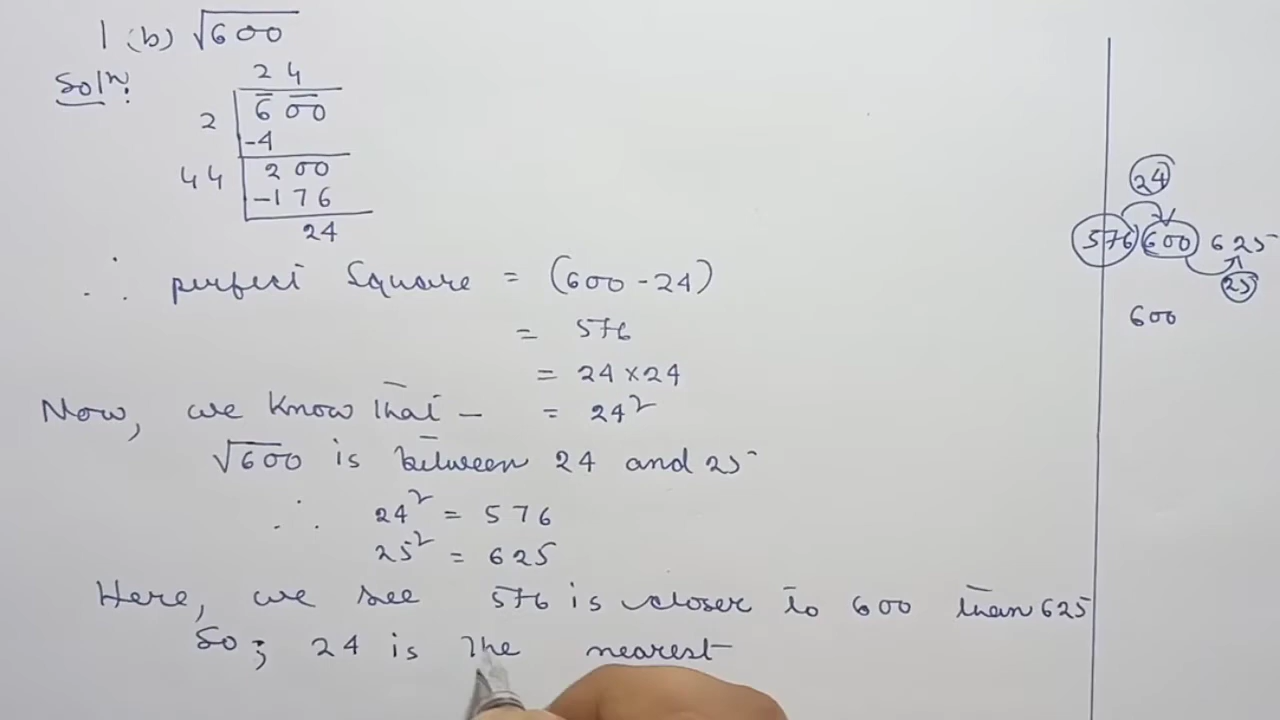 1 (b) √600
Soln:
2 4
2 6 00
-4
44 200
-176
24
∴ perfect Square = (600-24)
= 576
= 24×24
Now, we know that - = 24²
√600 is between 24 and 25
∴ 24² = 576
25² = 625
Here, we see 576 is closer to 600 than 625
So; 24 is the nearest
24
576 600 625
25
600